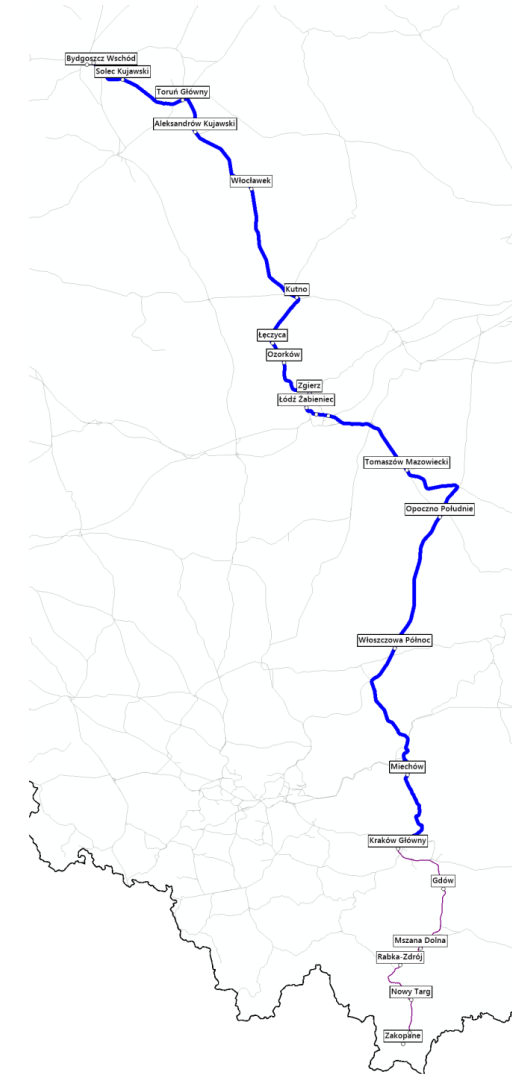 Bydgoszcz Wschód
Solec Kujawski
Toruń Główny
Aleksandrów Kujawski
Włocławek
Kutno
Łęczyca
Ozorków
Zgierz
Łódź Żabieniec
Tomaszów Mazowiecki
Opoczno Południe
Włoszczowa Północ
Miechów
Kraków Główny
Gdów
Mszana Dolna
Rabka-Zdrój
Nowy Targ
Zakopane